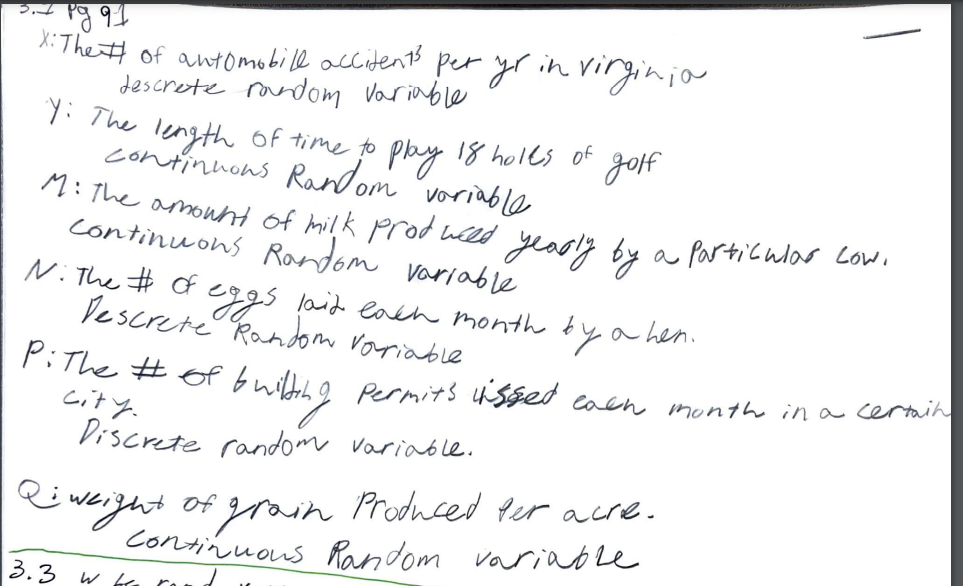 3.1 Pg 91
X: The # of automobile accidents per yr in virginia
descrete random variable
Y: The length of time to play 18 holes of golf
continuous Random variable
M: The amount of milk produced yearly by a Particular cow.
continuous Random variable
N: The # of eggs laid each month by a hen.
Descrete Random variable
P: The # of building Permits issed each month in a certain
city.
Discrete random variable.
Q: weight of grain Produced Per acre.
continuous Random variable
3.3 w